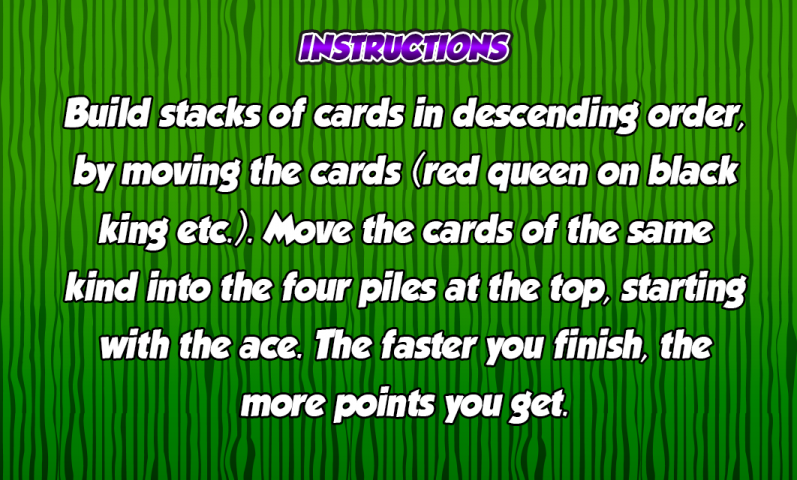 INSTRUCTIONS
Build stacks of cards in descending order,
by moving the cards (red queen on black
king etc.). Move the cards of the same
kind into the four piles at the top, starting
with the ace. The faster you finish, the
more points you get.